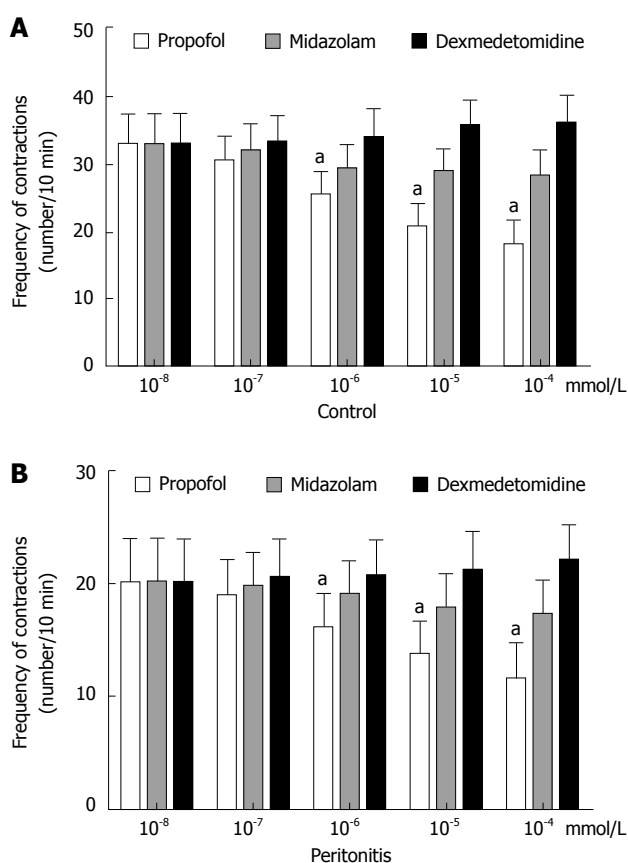 A
50
40
30
20
10
0
Frequency of contractions
(number/10 min)
Propofol Midazolam Dexmedetomidine
a
a
a
10⁻⁸ 10⁻⁷ 10⁻⁶ 10⁻⁵ 10⁻⁴ mmol/L
Control
B
30
20
10
0
Frequency of contractions
(number/10 min)
Propofol Midazolam Dexmedetomidine
a
a
a
10⁻⁸ 10⁻⁷ 10⁻⁶ 10⁻⁵ 10⁻⁴ mmol/L
Peritonitis